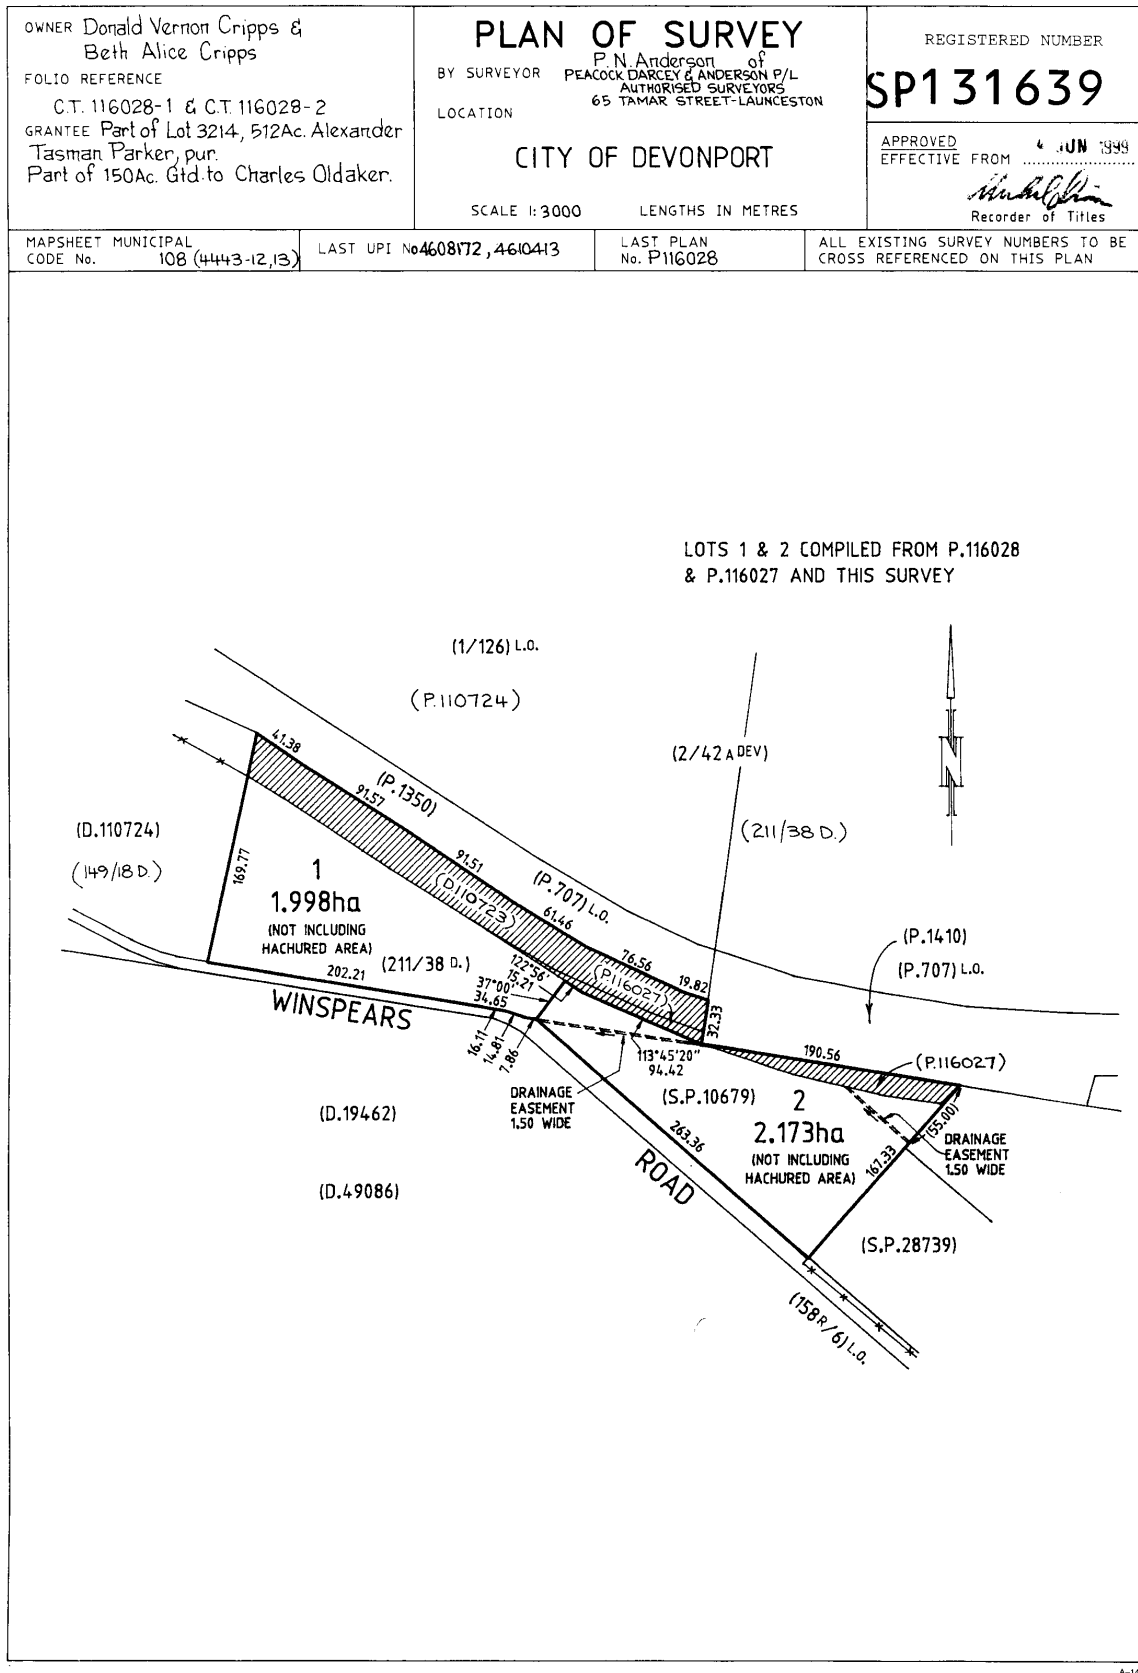 OWNER Donald Vernon Cripps &
Beth Alice Cripps
FOLIO REFERENCE
C.T. 116028-1 & C.T. 116028-2
GRANTEE Part of Lot 3214, 512Ac. Alexander
Tasman Parker, pur.
Part of 150Ac. Gtd. to Charles Oldaker.
PLAN OF SURVEY
BY SURVEYOR P. N. Anderson of
PEACOCK DARCEY & ANDERSON P/L
AUTHORISED SURVEYORS
65 TAMAR STREET-LAUNCESTON
LOCATION
CITY OF DEVONPORT
SCALE 1:3000 LENGTHS IN METRES
REGISTERED NUMBER
SP131639
APPROVED
EFFECTIVE FROM 4 JUN 1999
Recorder of Titles
MAPSHEET MUNICIPAL
CODE No. 108 (4443-12,13)
LAST UPI No 4608172, 4610413
LAST PLAN
No. P116028
ALL EXISTING SURVEY NUMBERS TO BE
CROSS REFERENCED ON THIS PLAN
LOTS 1 & 2 COMPILED FROM P.116028
& P.116027 AND THIS SURVEY
(1/126) L.O.
(P.110724)
(2/42A DEV)
(211/38 D.)
N
41.38
(P.1350)
91.57
(D.110724)
(149/18 D.)
169.77
1
1.998ha
(NOT INCLUDING
HACHURED AREA)
91.51
(D110723)
(P.707) L.O.
61.46
76.56
19.82
(P.1410)
(P.707) L.O.
202.21
(211/38 D.)
122°56'
15.21
37°00'
34.65
(P.116027)
32.33
WINSPEARS
16.11
14.81
7.86
113°45'20"
94.42
190.56
(P.116027)
DRAINAGE
EASEMENT
1.50 WIDE
(S.P.10679)
2
2.173ha
(NOT INCLUDING
HACHURED AREA)
(55.00)
DRAINAGE
EASEMENT
1.50 WIDE
(D.19462)
263.36
167.33
ROAD
(D.49086)
(S.P.28739)
(158R/6) L.O.